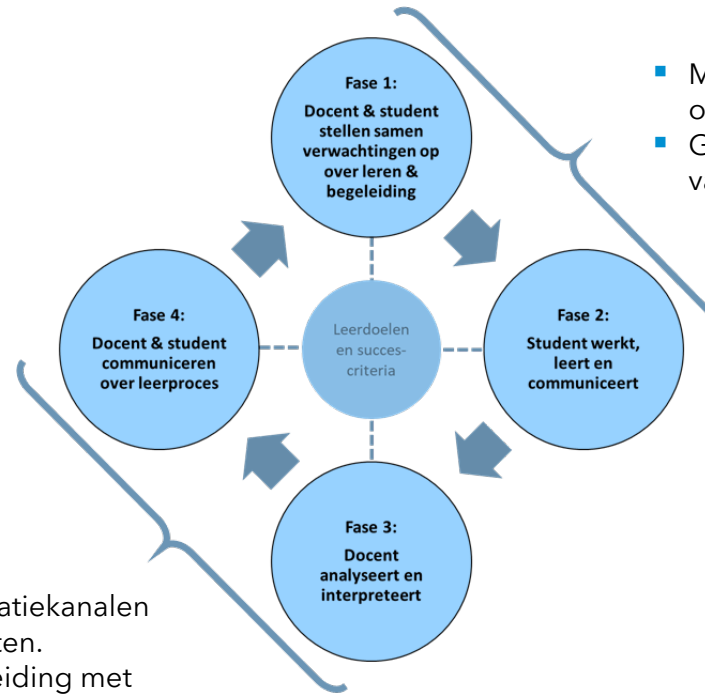 Fase 1:
Docent & student
stellen samen
verwachtingen op
over leren &
begeleiding
Fase 4:
Docent & student
communiceren
over leerproces
Leerdoelen
en succes-
criteria
Fase 2:
Student werkt,
leert en
communiceert
Fase 3:
Docent
analyseert en
interpreteert
atiekanalen
ten.
eiding met